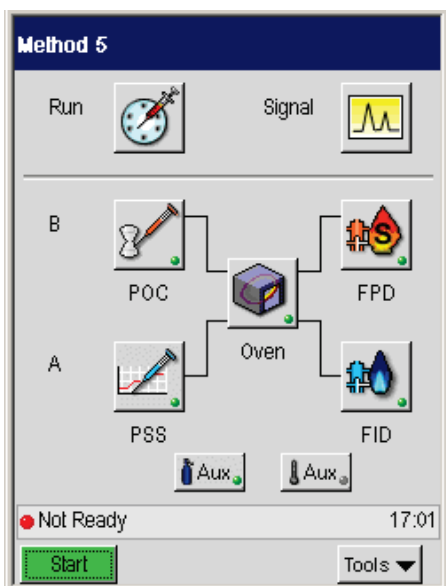 Method 5
Run Signal
B
POC FPD
S
Oven
A
PSS FID
Aux Aux
Not Ready 17:01
Start Tools